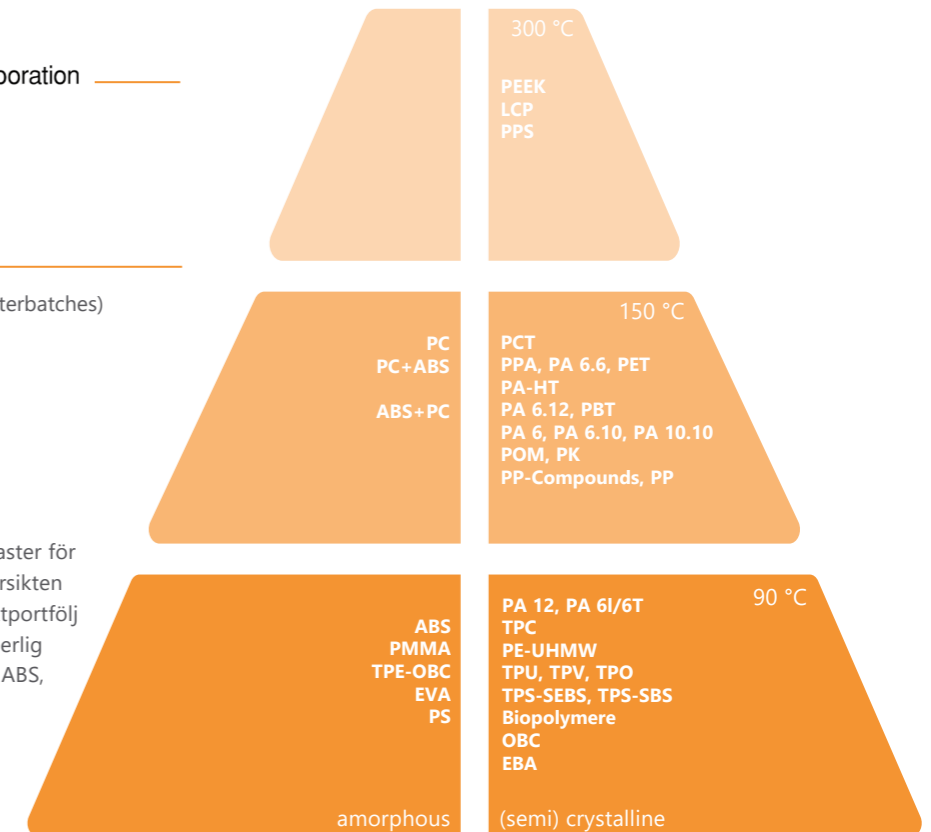 poration
terbatches)
aster för
rsikten
tportfölj
erlig
ABS,
300 °C
PEEK
LCP
PPS
PC
PC+ABS
ABS+PC
150 °C
PCT
PPA, PA 6.6, PET
PA-HT
PA 6.12, PBT
PA 6, PA 6.10, PA 10.10
POM, PK
PP-Compounds, PP
ABS
PMMA
TPE-OBC
EVA
PS
amorphous
90 °C
PA 12, PA 6l/6T
TPC
PE-UHMW
TPU, TPV, TPO
TPS-SEBS, TPS-SBS
Biopolymere
OBC
EBA
(semi) crystalline